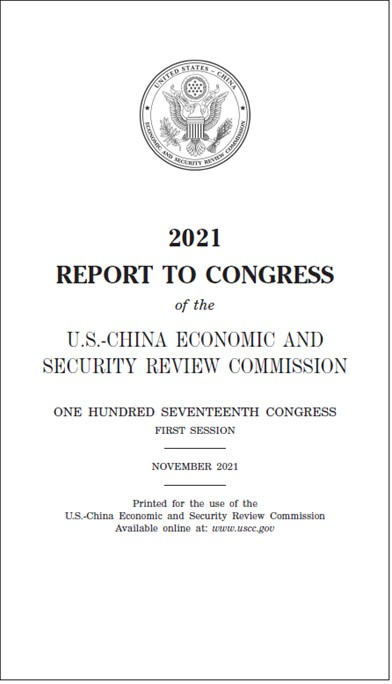 UNITED STATES – CHINA
ECONOMIC AND SECURITY REVIEW COMMISSION
2021
REPORT TO CONGRESS
of the
U.S.-CHINA ECONOMIC AND
SECURITY REVIEW COMMISSION
ONE HUNDRED SEVENTEENTH CONGRESS
FIRST SESSION
NOVEMBER 2021
Printed for the use of the
U.S.-China Economic and Security Review Commission
Available online at: www.uscc.gov